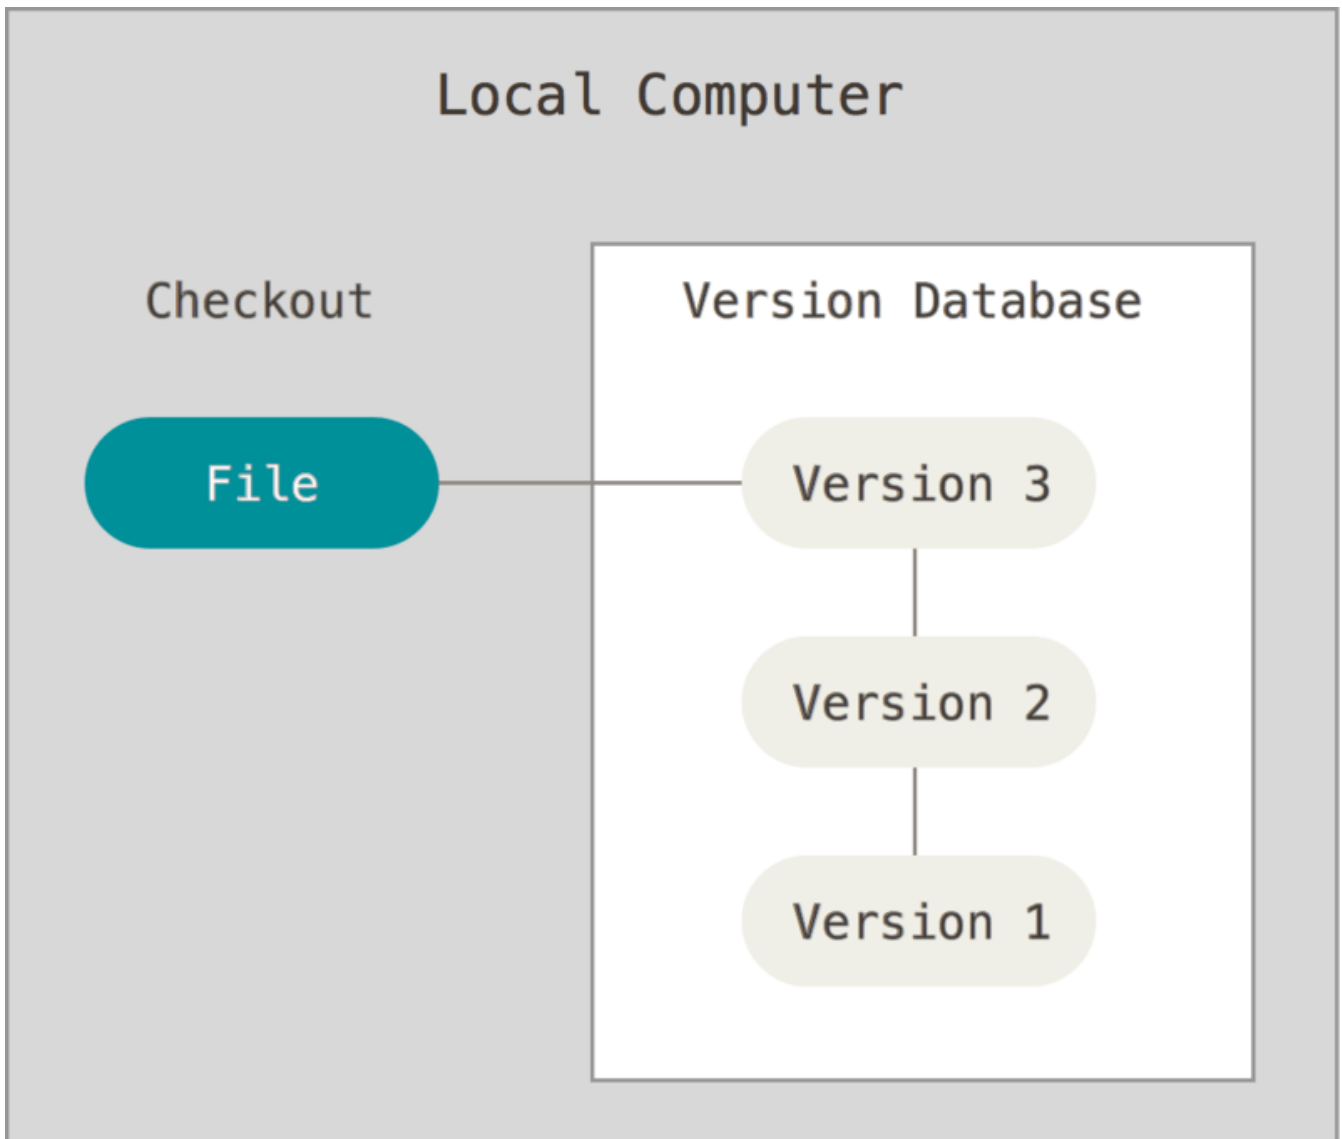 Local Computer
Checkout
Version Database
File
Version 3
Version 2
Version 1